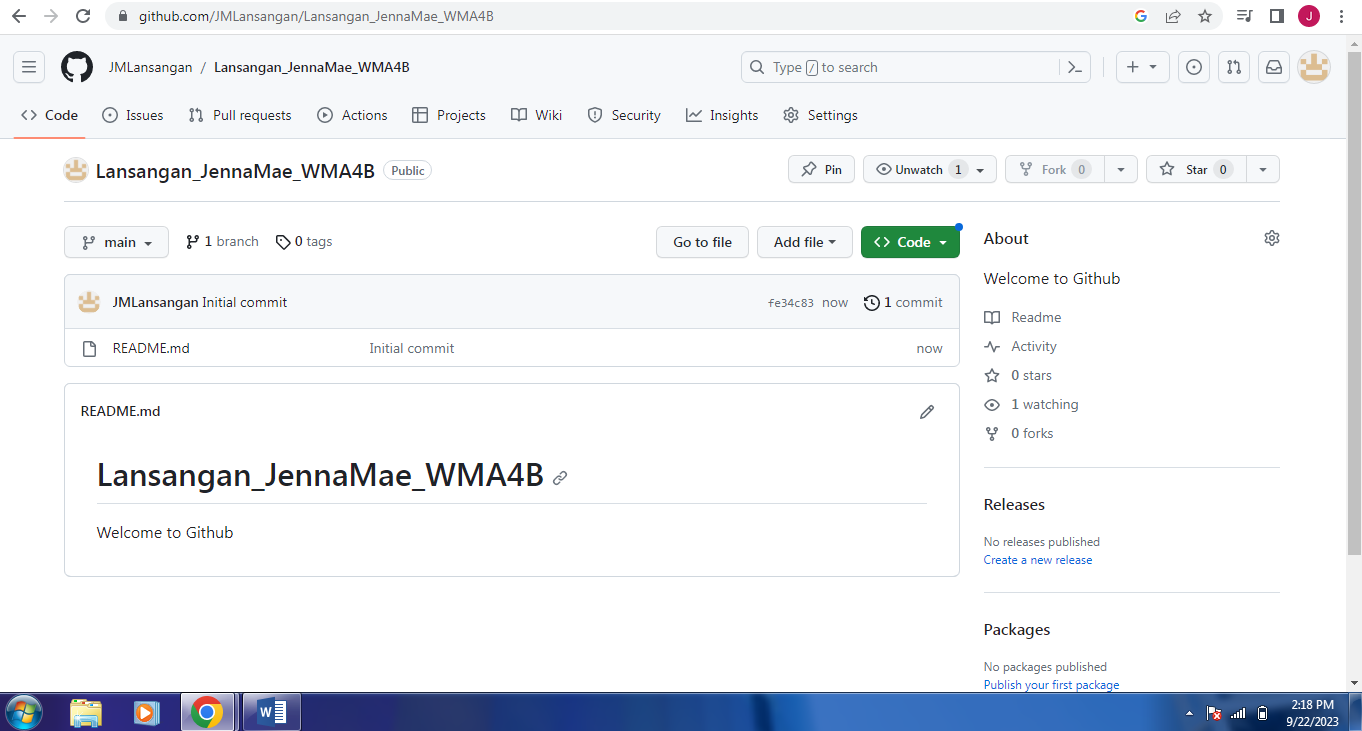 github.com/JMLansangan/Lansangan_JennaMae_WMA4B
G
J
JMLansangan / Lansangan_JennaMae_WMA4B
Type / to search
Code Issues Pull requests Actions Projects Wiki Security Insights Settings
Lansangan_JennaMae_WMA4B Public
Pin Unwatch 1 Fork 0 Star 0
main 1 branch 0 tags Go to file Add file Code
About
Welcome to Github
JMLansangan Initial commit fe34c83 now 1 commit
README.md Initial commit now
Readme
Activity
0 stars
1 watching
0 forks
README.md
Lansangan_JennaMae_WMA4B
Welcome to Github
Releases
No releases published
Create a new release
Packages
No packages published
Publish your first package
W
2:18 PM
9/22/2023